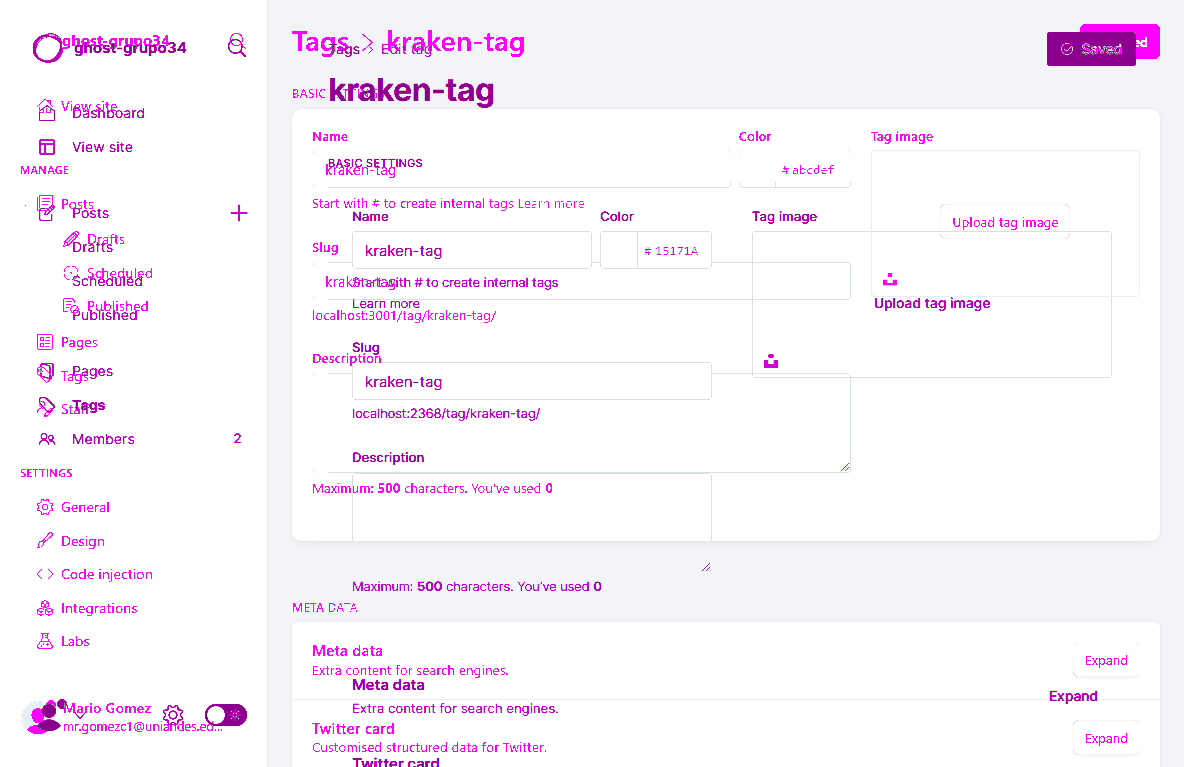 ghost-grupo34
ghost-grupo34
View site
Dashboard
View site
MANAGE
Posts
Posts
Drafts
Drafts
Scheduled
Scheduled
Published
Published
Pages
Pages
Tags
Tags
Staff
Members 2
SETTINGS
General
Design
Code injection
Integrations
Labs
Mario Gomez
mr.gomezc1@uniandes.ed...
Tags > kraken-tag
Tags > Edit tag
Saved
kraken-tag
BASIC SETTINGS
Name Color Tag image
kraken-tag # abcdef
Start with # to create internal tags Learn more
Upload tag image
Slug
kraken-tag
localhost:3001/tag/kraken-tag/
Description
Maximum: 500 characters. You've used 0
BASIC SETTINGS
Name Color Tag image
kraken-tag # 15171A
Start with # to create internal tags
Learn more
Upload tag image
Slug
kraken-tag
localhost:2368/tag/kraken-tag/
Description
Maximum: 500 characters. You’ve used 0
META DATA
Meta data
Extra content for search engines.
Expand
Meta data
Extra content for search engines.
Expand
Twitter card
Customised structured data for Twitter.
Expand
Twitter card